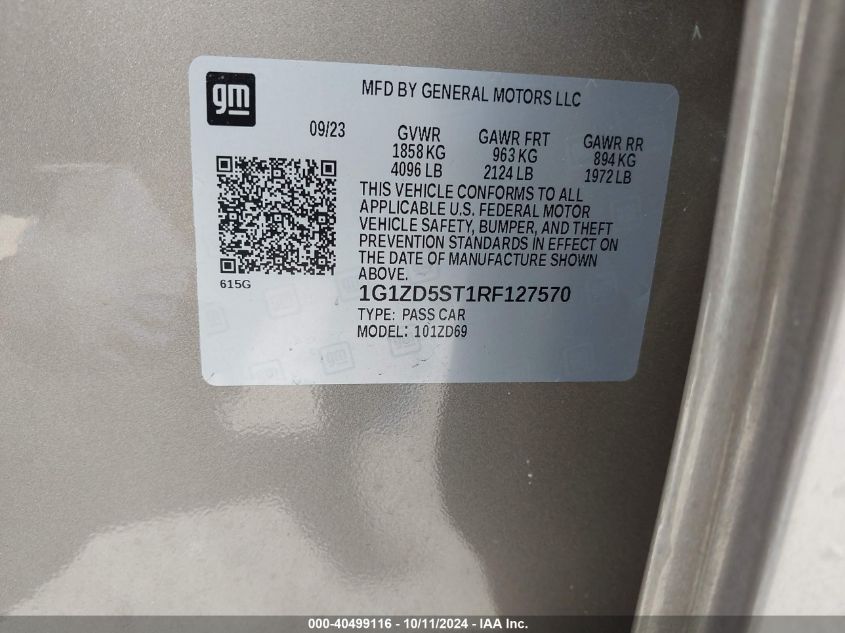 gm
MFD BY GENERAL MOTORS LLC
09/23
GVWR GAWR FRT GAWR RR
1858 KG 963 KG 894 KG
4096 LB 2124 LB 1972 LB
THIS VEHICLE CONFORMS TO ALL
APPLICABLE U.S. FEDERAL MOTOR
VEHICLE SAFETY, BUMPER, AND THEFT
PREVENTION STANDARDS IN EFFECT ON
THE DATE OF MANUFACTURE SHOWN
ABOVE.
615G
1G1ZD5ST1RF127570
TYPE: PASS CAR
MODEL: 101ZD69
000-40499116 - 10/11/2024 - IAA Inc.